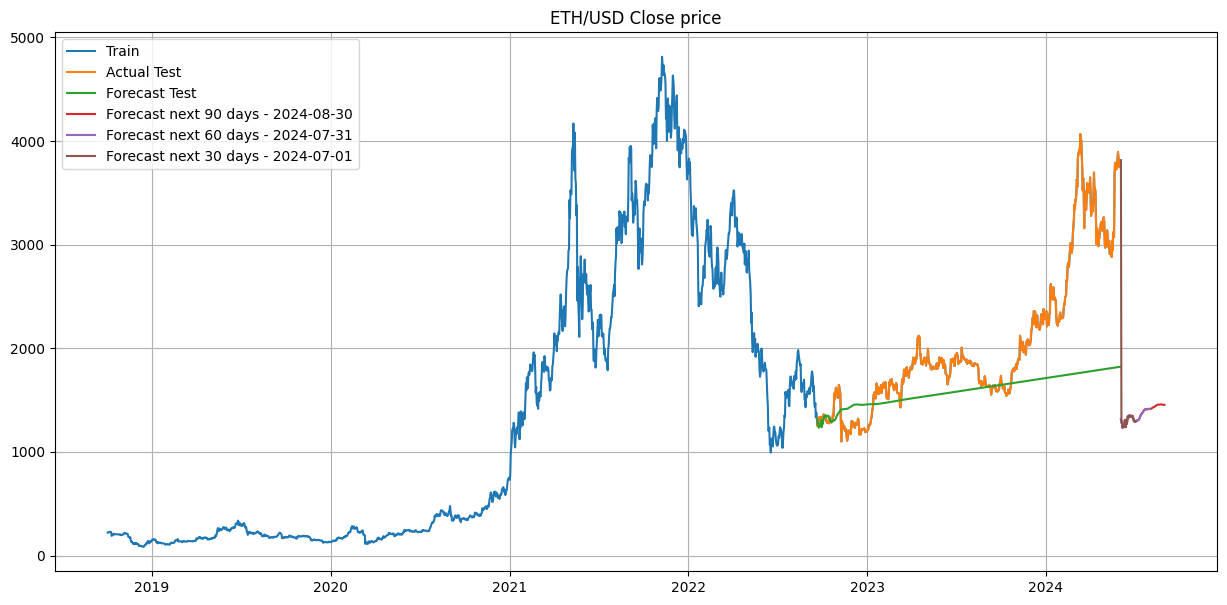 ETH/USD Close price
Train
Actual Test
Forecast Test
Forecast next 90 days - 2024-08-30
Forecast next 60 days - 2024-07-31
Forecast next 30 days - 2024-07-01
5000
4000
3000
2000
1000
0
2019
2020
2021
2022
2023
2024